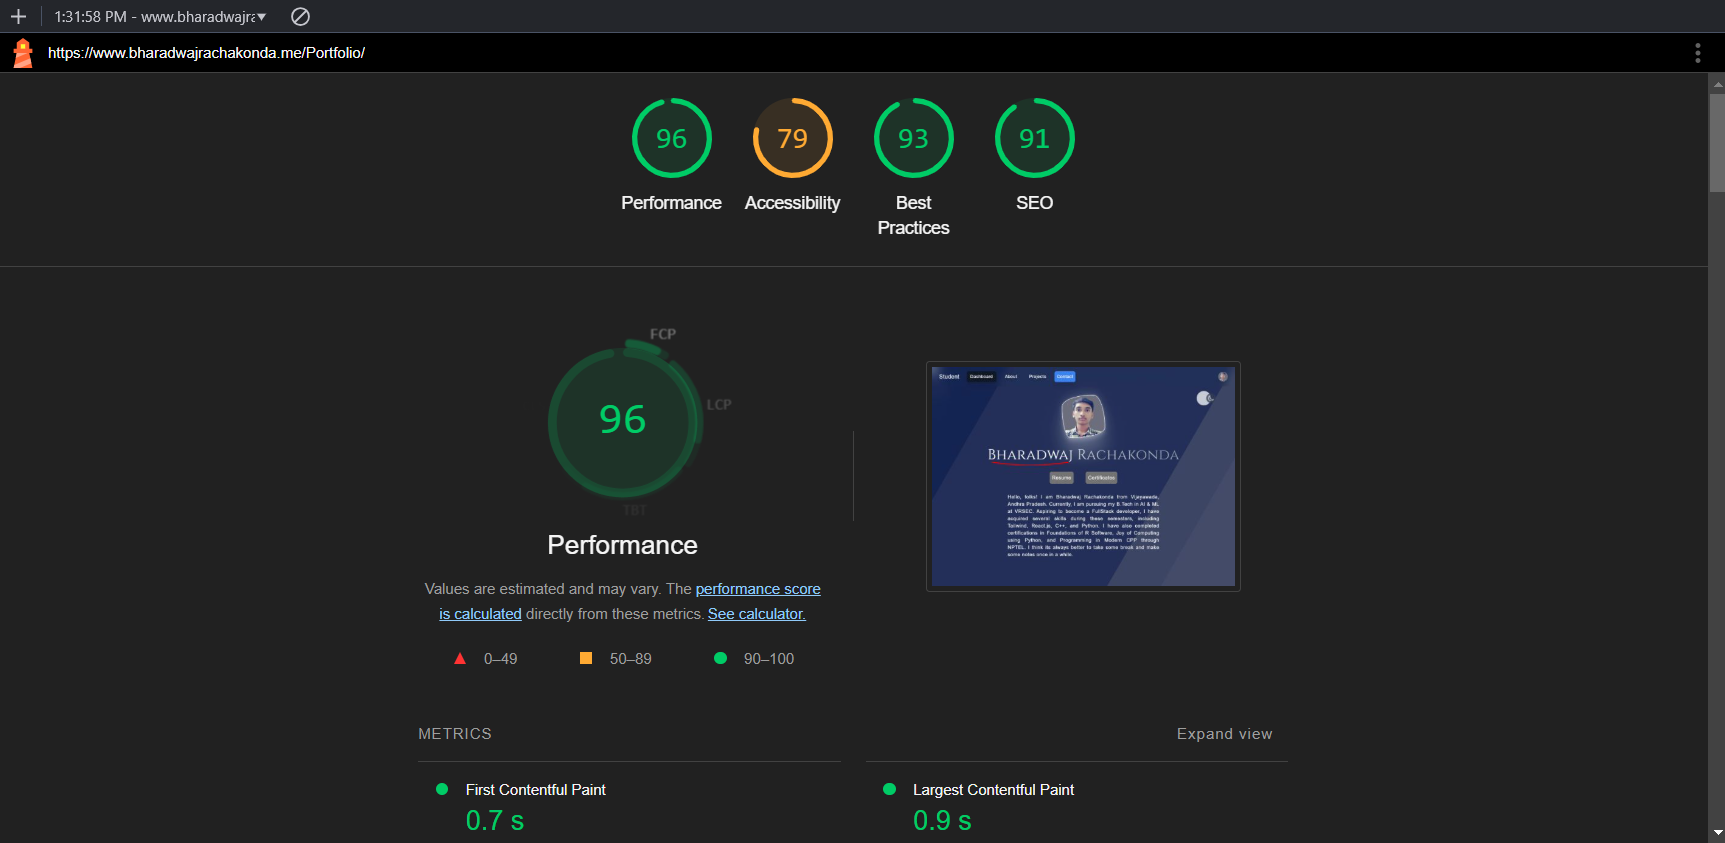 1:31:58 PM - www.bharadwajra
https://www.bharadwajrachakonda.me/Portfolio/
96 79 93 91
Performance Accessibility Best Practices SEO
FCP
LCP
96
TBT
Performance
Values are estimated and may vary. The performance score
is calculated directly from these metrics. See calculator.
0–49 50–89 90–100
Student Dashboard About Projects Contact
BHARADWAJ RACHAKONDA
Resume Certificates
Hello, folks! I am Bharadwaj Rachakonda from Vijayawada,
Andhra Pradesh. Currently, I am pursuing my B.Tech in AI & ML
at VRSEC. Aspiring to become a FullStack developer, I have
acquired several skills during these semesters, including
Tailwind, React.js, C++, and Python. I have also completed
certifications in Foundations of R Software, Joy of Computing
using Python, and Programming in Modern CPP through
NPTEL. I think its always better to take some break and make
some notes once in a while.
METRICS
Expand view
First Contentful Paint
0.7 s
Largest Contentful Paint
0.9 s